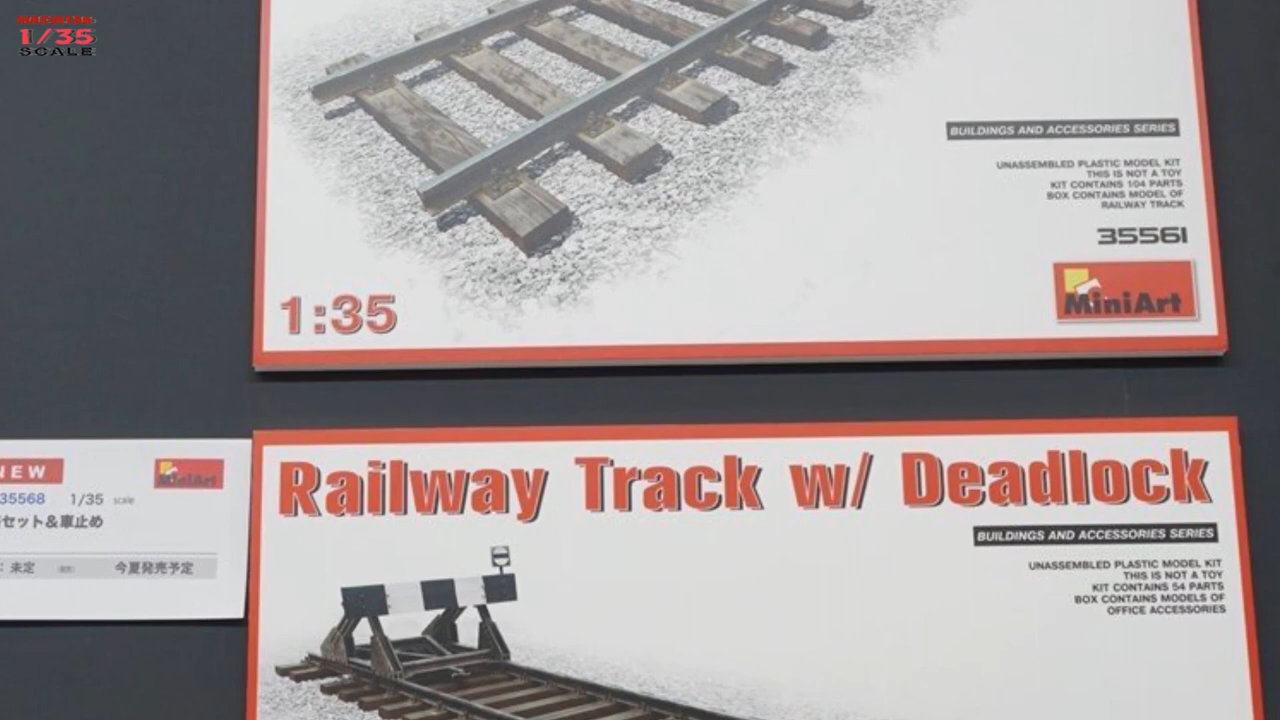 1/35
SCALE
BUILDINGS AND ACCESSORIES SERIES
UNASSEMBLED PLASTIC MODEL KIT
THIS IS NOT A TOY
KIT CONTAINS 104 PARTS
BOX CONTAINS MODEL OF
RAILWAY TRACK
35561
MiniArt
1:35
NEW
MiniArt
35568 1/35 scale
セット&車止め
: 未定 今夏発売予定
Railway Track w/ Deadlock
BUILDINGS AND ACCESSORIES SERIES
UNASSEMBLED PLASTIC MODEL KIT
THIS IS NOT A TOY
KIT CONTAINS 54 PARTS
BOX CONTAINS MODELS OF
OFFICE ACCESSORIES